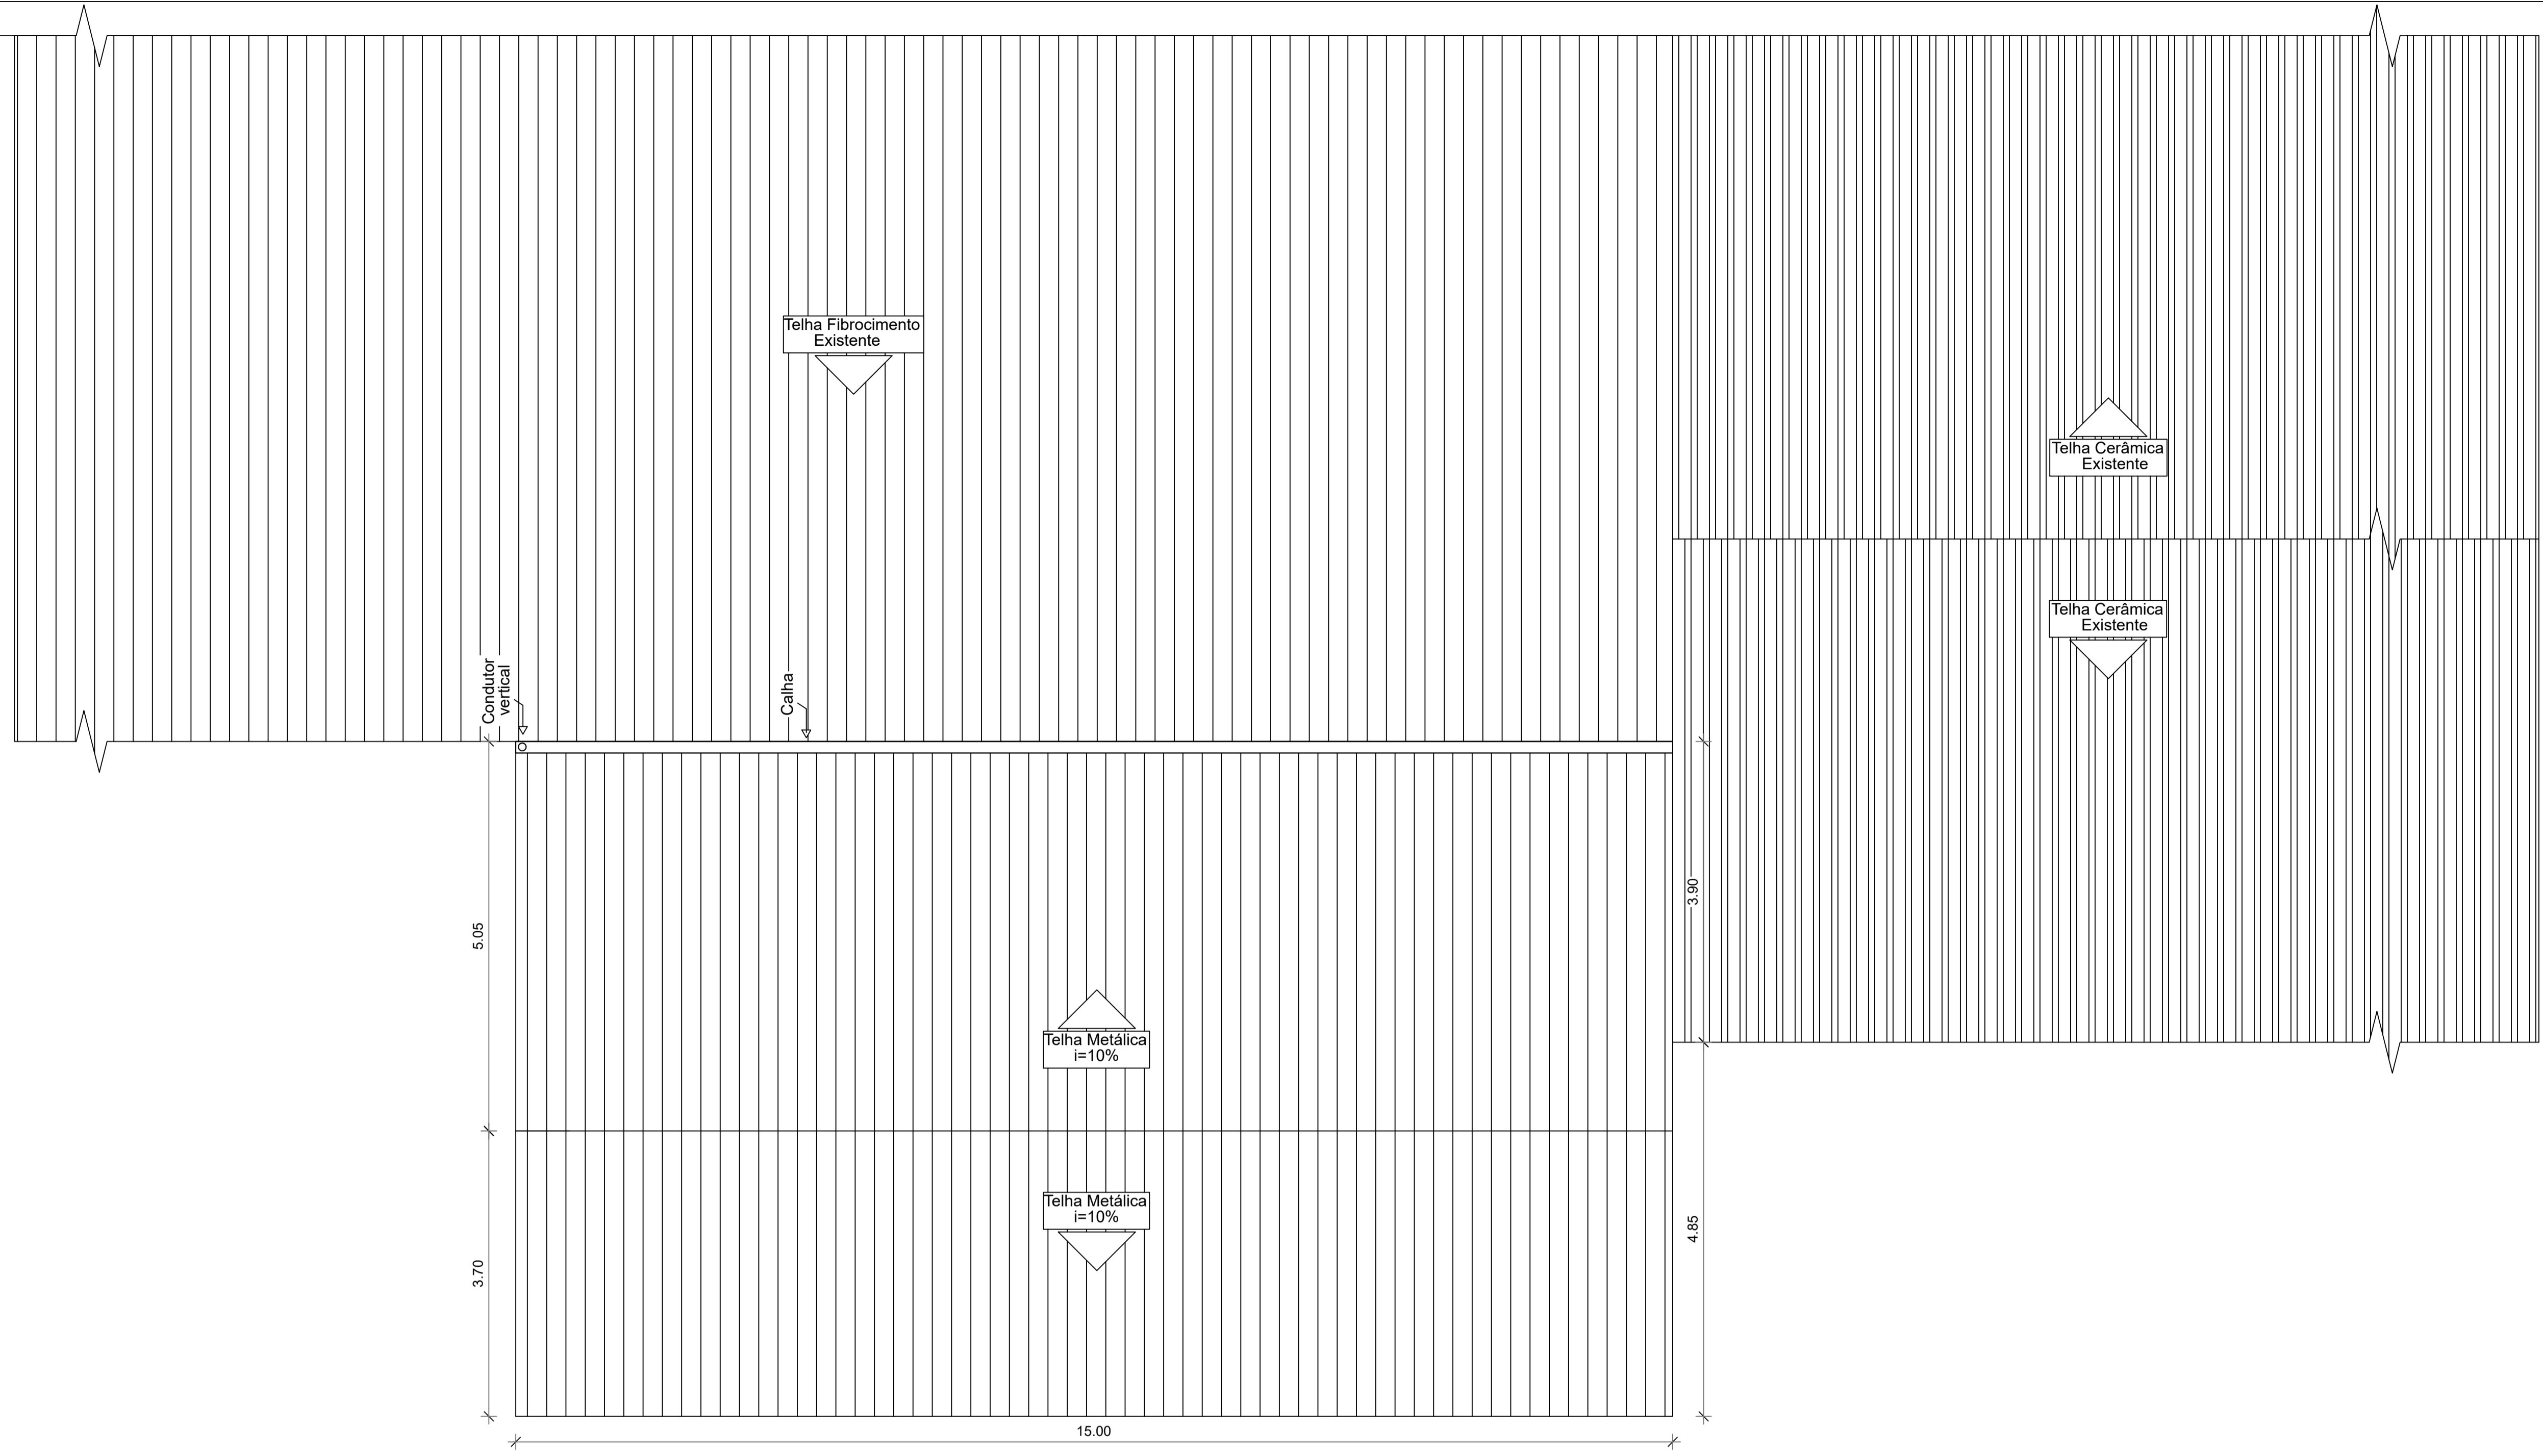 Telha Fibrocimento
Existente
Telha Cerâmica
Existente
Telha Cerâmica
Existente
Condutor
vertical
Calha
3.90
5.05
Telha Metálica
i=10%
Telha Metálica
i=10%
4.85
3.70
15.00